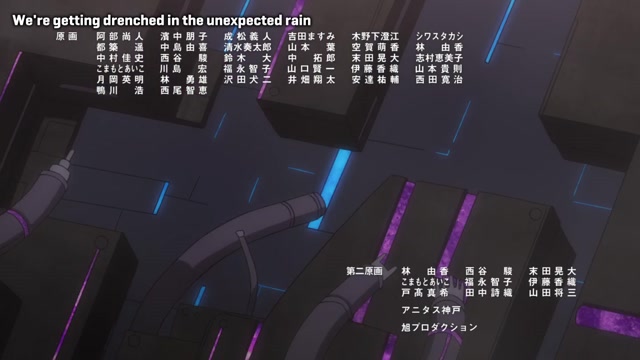 We're getting drenched in the unexpected rain
原画 阿部尚人 濱中朋子 成松義人 吉田ますみ 木野下澄江 シワスタカシ
都築遥 中島由喜 清水奏太郎 山本葉 空賀萌香 林由香
中村佳史 西谷駿 鈴木大 中拓郎 末田晃大 志村恵美子
こまもとあいこ 川島宏 福永智子 山口賢一 伊藤香織 山本貴則
月岡英明 林勇雄 沢田犬二 井畑翔太 安達祐輔 西田寛治
鴨川浩 西尾智恵
第二原画 林由香 西谷駿 末田晃大
こまもとあいこ 福永智子 伊藤香織
戸髙真希 田中詩織 山田将三
アニタス神戸
旭プロダクション